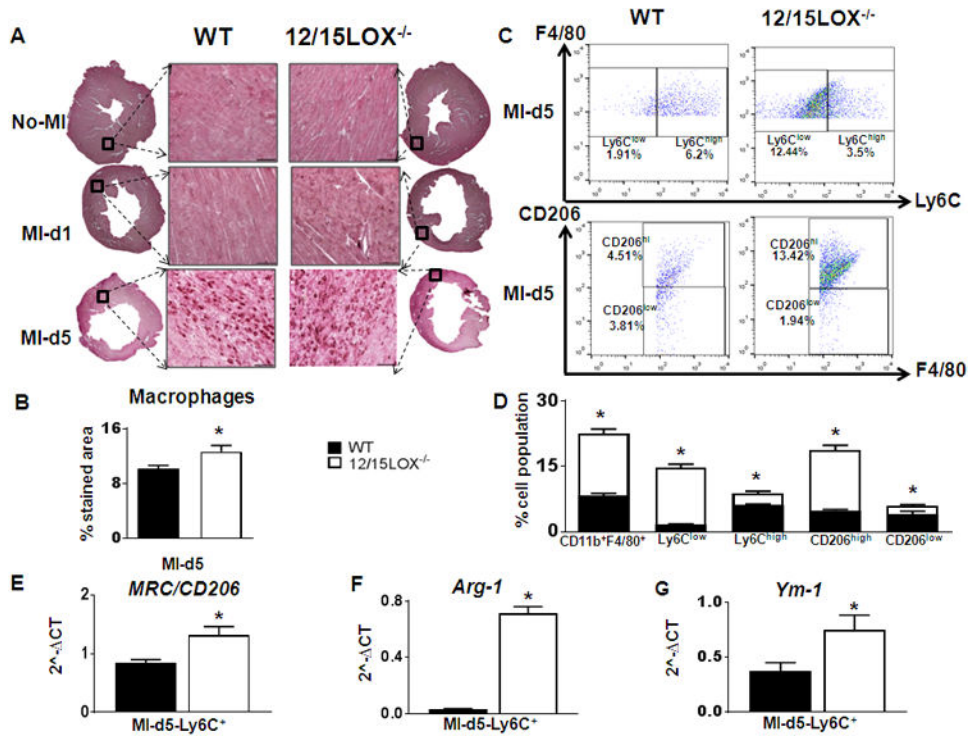 A
WT
12/15LOX-/-
No-MI
MI-d1
MI-d5
B
Macrophages
% stained area
16
8
0
*
MI-d5
WT
12/15LOX-/-
C
WT
12/15LOX-/-
F4/80
MI-d5
Ly6Clow
1.91%
Ly6Chigh
6.2%
Ly6Clow
12.44%
Ly6Chigh
3.5%
Ly6C
CD206
MI-d5
CD206hi
4.51%
CD206low
3.81%
CD206hi
13.42%
CD206low
1.94%
F4/80
D
% cell population
30
15
0
* * * * *
CD11b+F4/80+ Ly6Clow Ly6Chigh CD206high CD206low
E
MRC/CD206
2^-ΔCT
2
1
0
*
MI-d5-Ly6C+
F
Arg-1
2^-ΔCT
0.8
0.4
0.0
*
MI-d5-Ly6C+
G
Ym-1
2^-ΔCT
1.0
0.5
0.0
*
MI-d5-Ly6C+